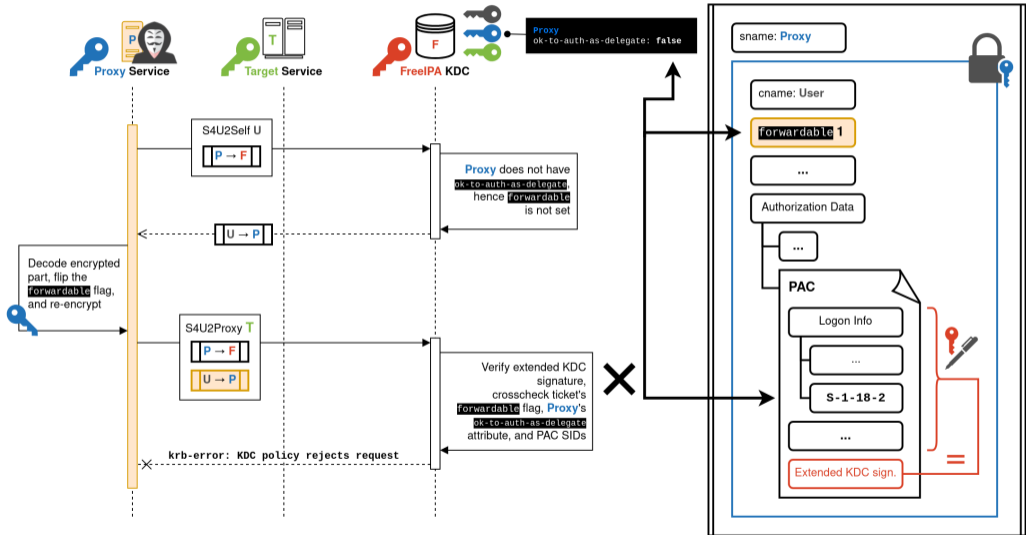 P
T
F
Proxy Service
Target Service
FreeIPA KDC
Proxy
ok-to-auth-as-delegate: false
S4U2Self U
P → F
Proxy does not have
ok-to-auth-as-delegate,
hence forwardable
is not set
U → P
Decode encrypted
part, flip the
forwardable flag,
and re-encrypt
S4U2Proxy T
P → F
U → P
Verify extended KDC
signature,
crosscheck ticket's
forwardable flag, Proxy's
ok-to-auth-as-delegate
attribute, and PAC SIDs
krb-error: KDC policy rejects request
sname: Proxy
cname: User
forwardable 1
...
Authorization Data
...
PAC
Logon Info
...
S-1-18-2
...
Extended KDC sign.
=